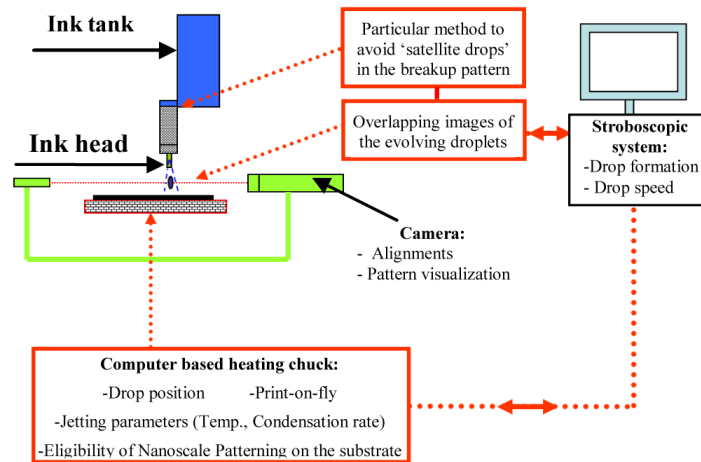 Ink tank
Particular method to
avoid ‘satellite drops’
in the breakup pattern
Ink head
Overlapping images of
the evolving droplets
Stroboscopic
system:
-Drop formation
- Drop speed
Camera:
- Alignments
- Pattern visualization
Computer based heating chuck:
-Drop position -Print-on-fly
-Jetting parameters (Temp., Condensation rate)
-Eligibility of Nanoscale Patterning on the substrate